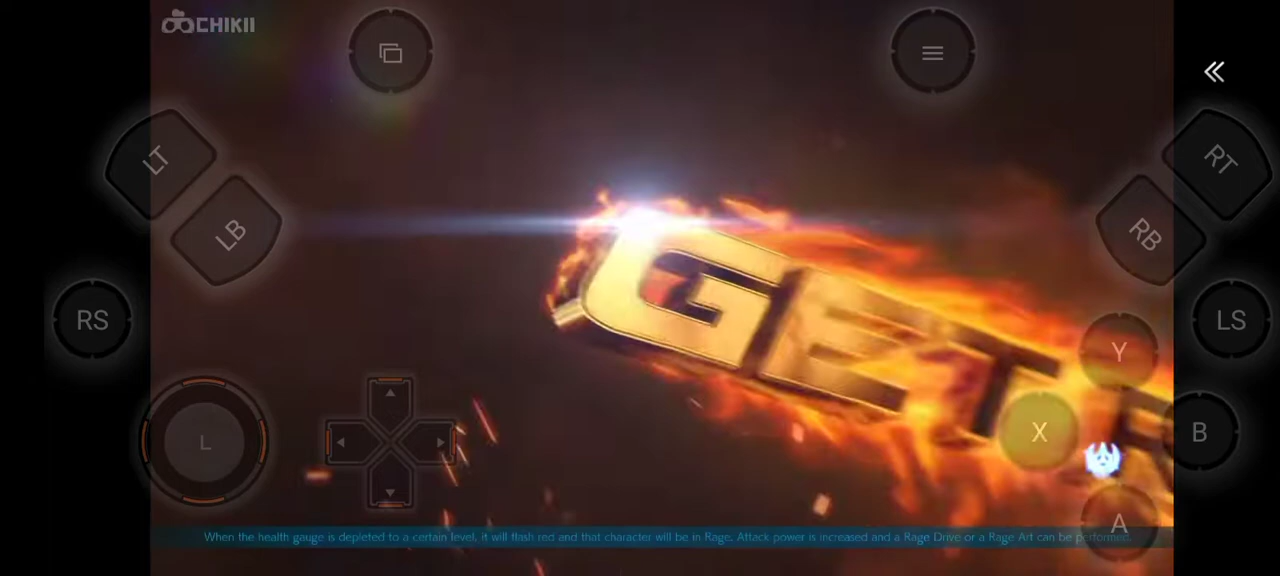 CHIKII
LT
LB
RT
RB
RS
LS
GET R
Y
X
B
L
A
When the health gauge is depleted to a certain level, it will flash red and that character will be in Rage. Attack power is increased and a Rage Drive or a Rage Art can be performed.